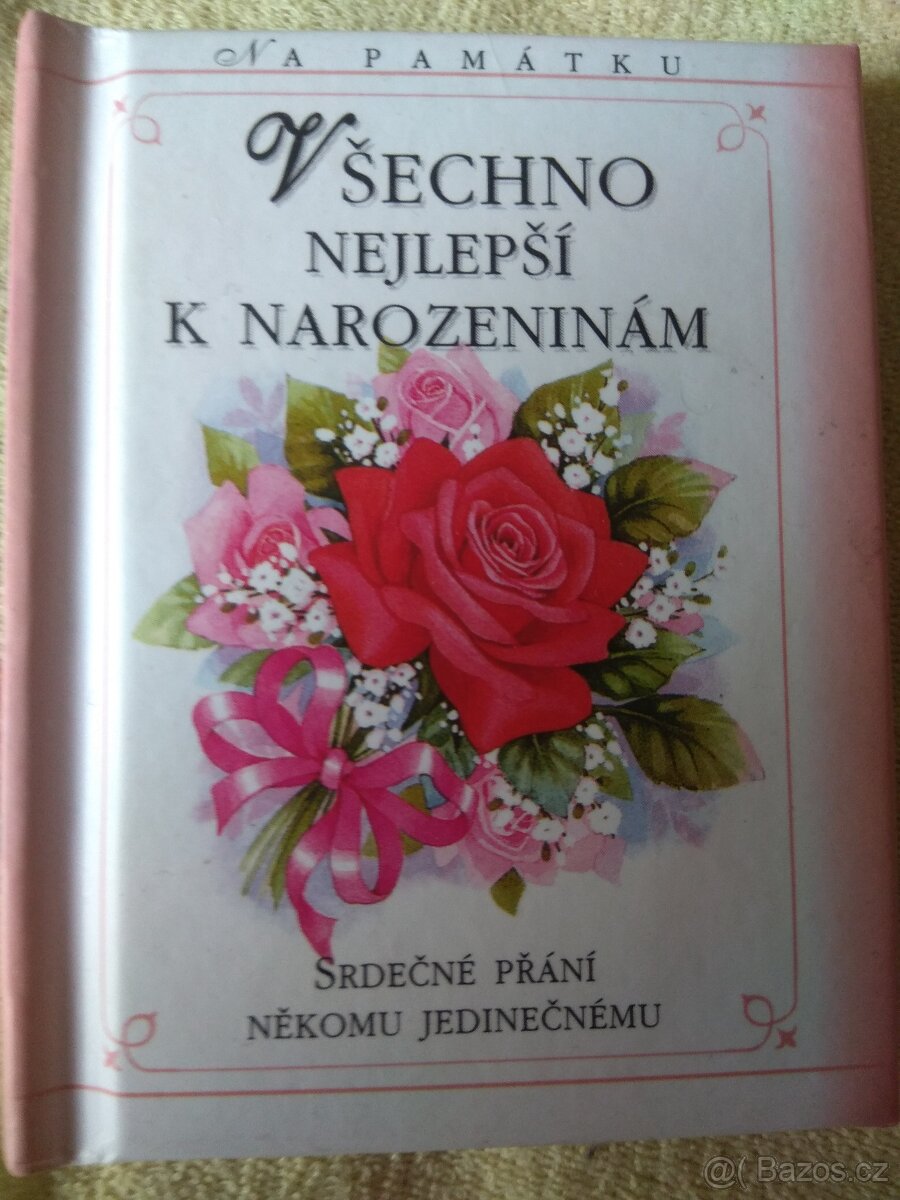 NA PAMÁTKU
VŠECHNO
NEJLEPŠÍ
K NAROZENINÁM
SRDEČNÉ PŘÁNÍ
NĚKOMU JEDINEČNÉMU
@( Bazos.cz